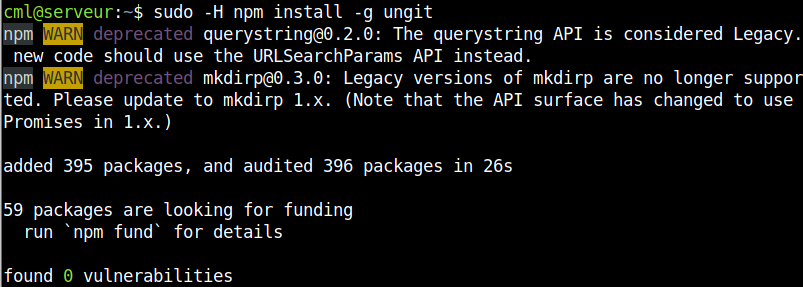 cml@serveur:~$ sudo -H npm install -g ungit
npm WARN deprecated querystring@0.2.0: The querystring API is considered Legacy.
 new code should use the URLSearchParams API instead.
npm WARN deprecated mkdirp@0.3.0: Legacy versions of mkdirp are no longer suppor
ted. Please update to mkdirp 1.x. (Note that the API surface has changed to use
Promises in 1.x.)
added 395 packages, and audited 396 packages in 26s
59 packages are looking for funding
  run `npm fund` for details
found 0 vulnerabilities